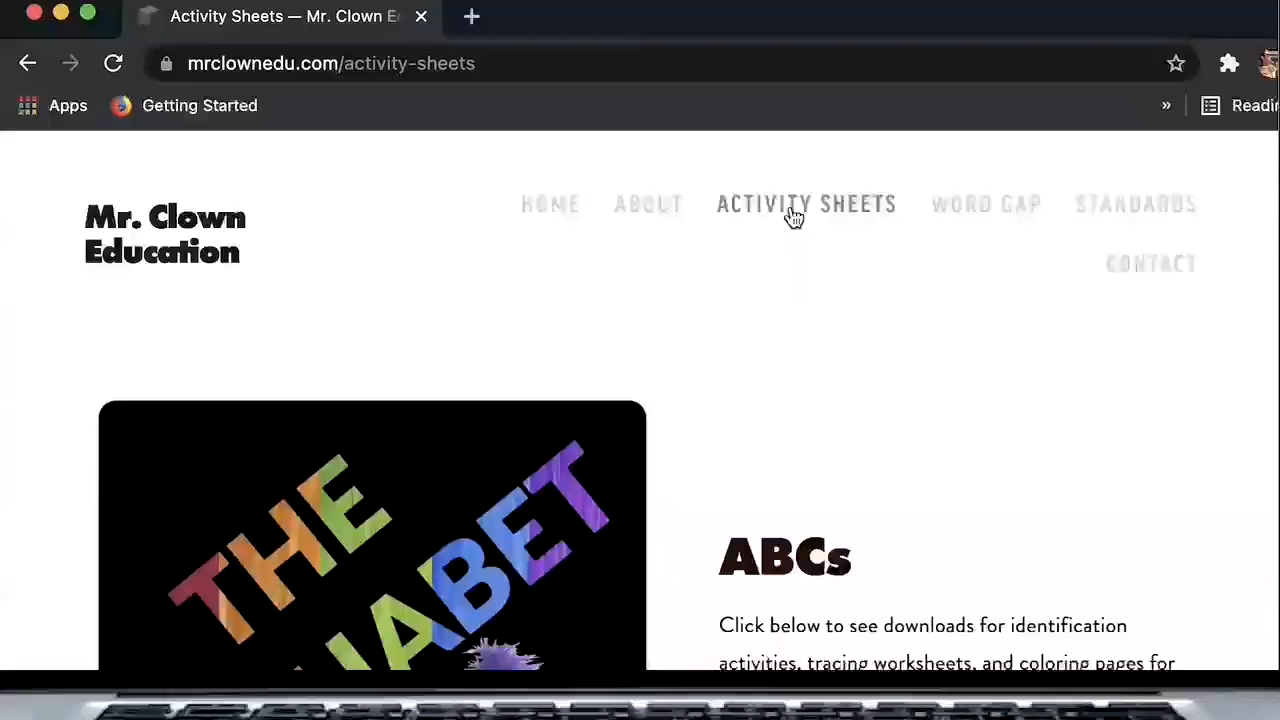 Activity Sheets — Mr. Clown E
mrclownedu.com/activity-sheets
Apps
Getting Started
»
Mr. Clown
Education
HOME
ABOUT
ACTIVITY SHEETS
WORD GAP
STANDARDS
CONTACT
THE
ABCs
Click below to see downloads for identification
activities, tracing worksheets, and coloring pages for